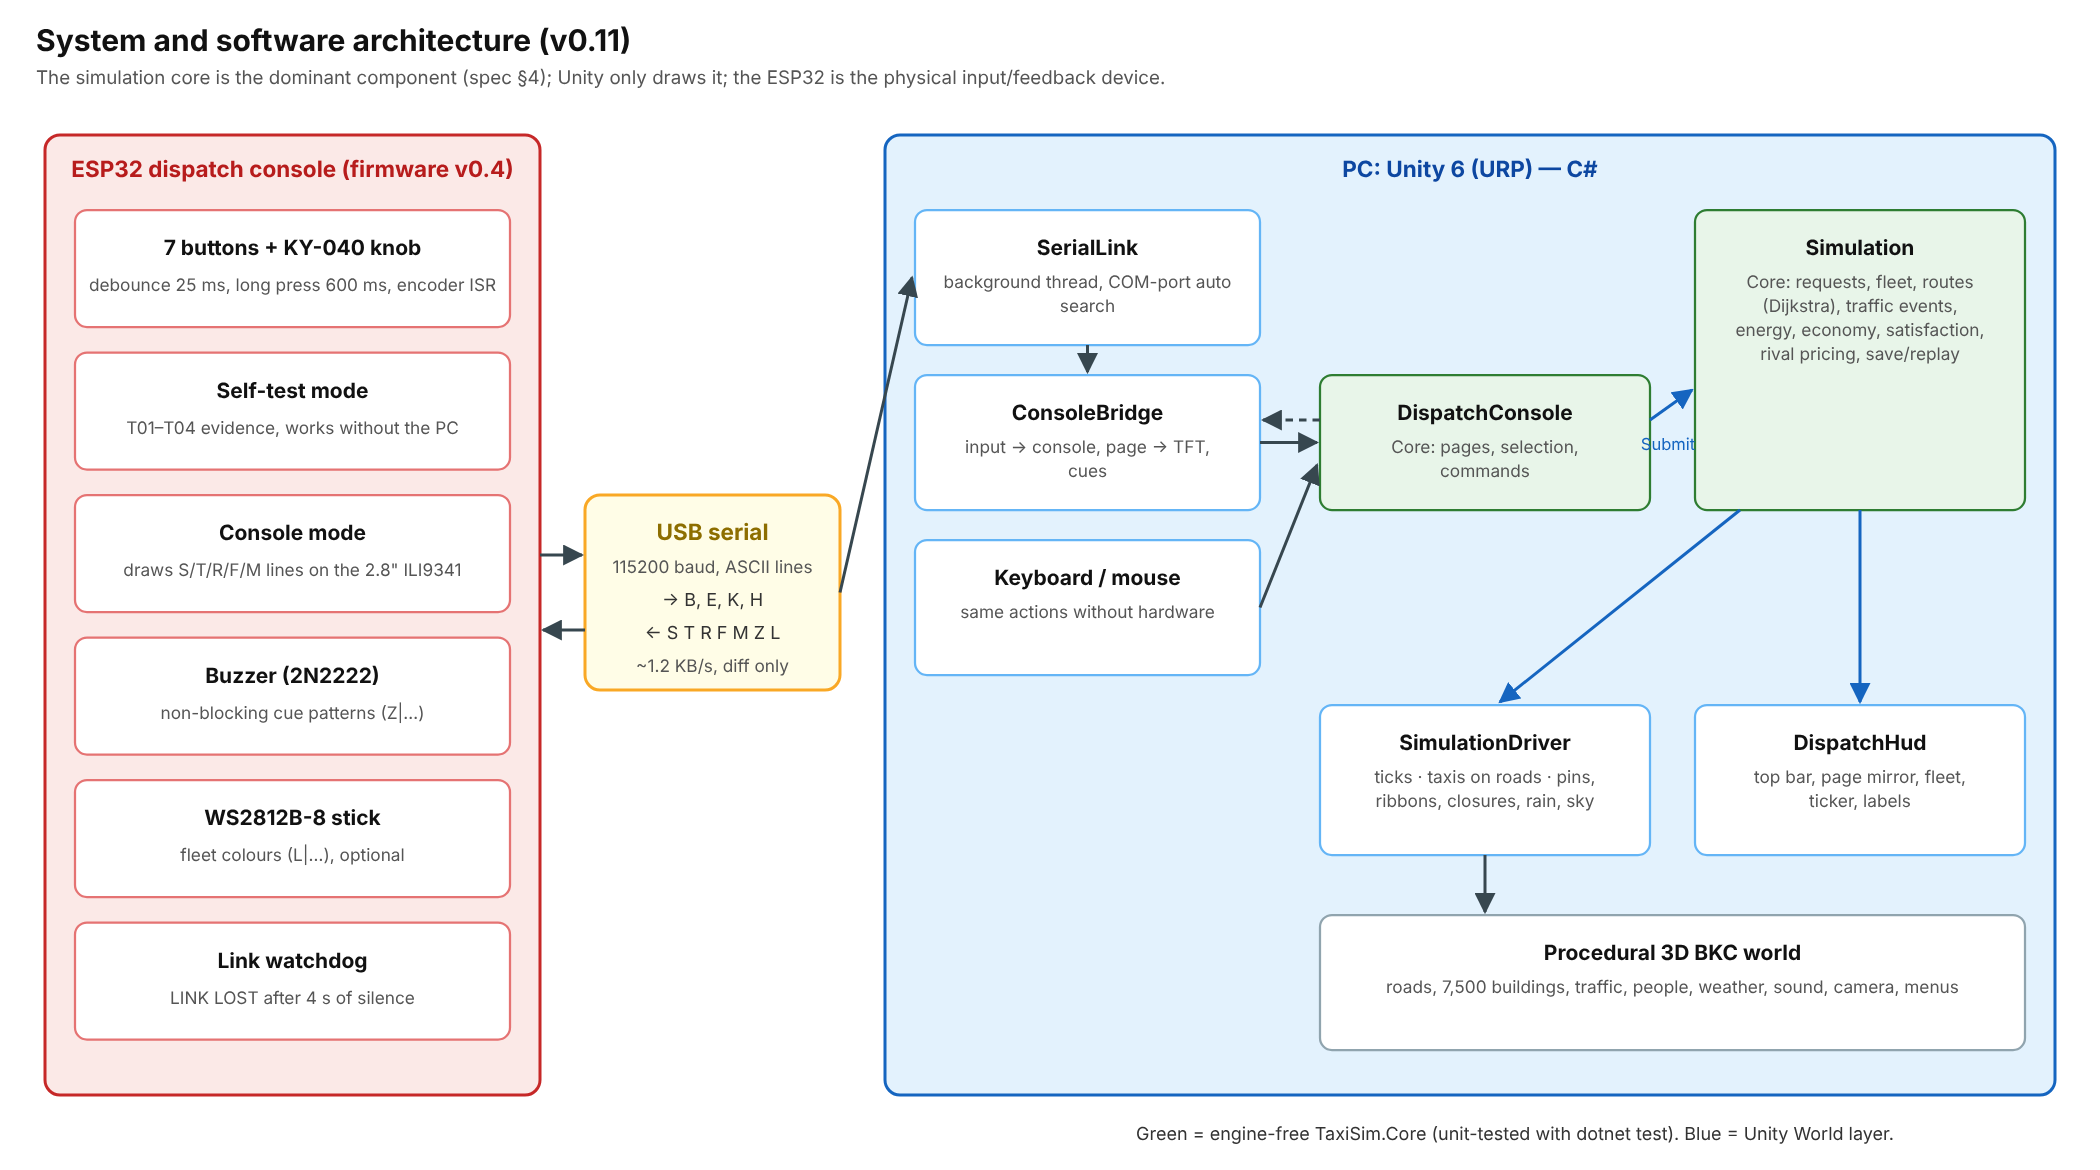 System and software architecture (v0.11)
The simulation core is the dominant component (spec §4); Unity only draws it; the ESP32 is the physical input/feedback device.
ESP32 dispatch console (firmware v0.4)
7 buttons + KY-040 knob
debounce 25 ms, long press 600 ms, encoder ISR
Self-test mode
T01–T04 evidence, works without the PC
Console mode
draws S/T/R/F/M lines on the 2.8" ILI9341
Buzzer (2N2222)
non-blocking cue patterns (Z|…)
WS2812B-8 stick
fleet colours (L|…), optional
Link watchdog
LINK LOST after 4 s of silence
USB serial
115200 baud, ASCII lines
→ B, E, K, H
← S T R F M Z L
~1.2 KB/s, diff only
PC: Unity 6 (URP) — C#
SerialLink
background thread, COM-port auto
search
ConsoleBridge
input → console, page → TFT,
cues
Keyboard / mouse
same actions without hardware
DispatchConsole
Core: pages, selection,
commands
Submit
Simulation
Core: requests, fleet, routes
(Dijkstra), traffic events,
energy, economy, satisfaction,
rival pricing, save/replay
SimulationDriver
ticks · taxis on roads · pins,
ribbons, closures, rain, sky
DispatchHud
top bar, page mirror, fleet,
ticker, labels
Procedural 3D BKC world
roads, 7,500 buildings, traffic, people, weather, sound, camera, menus
Green = engine-free TaxiSim.Core (unit-tested with dotnet test). Blue = Unity World layer.